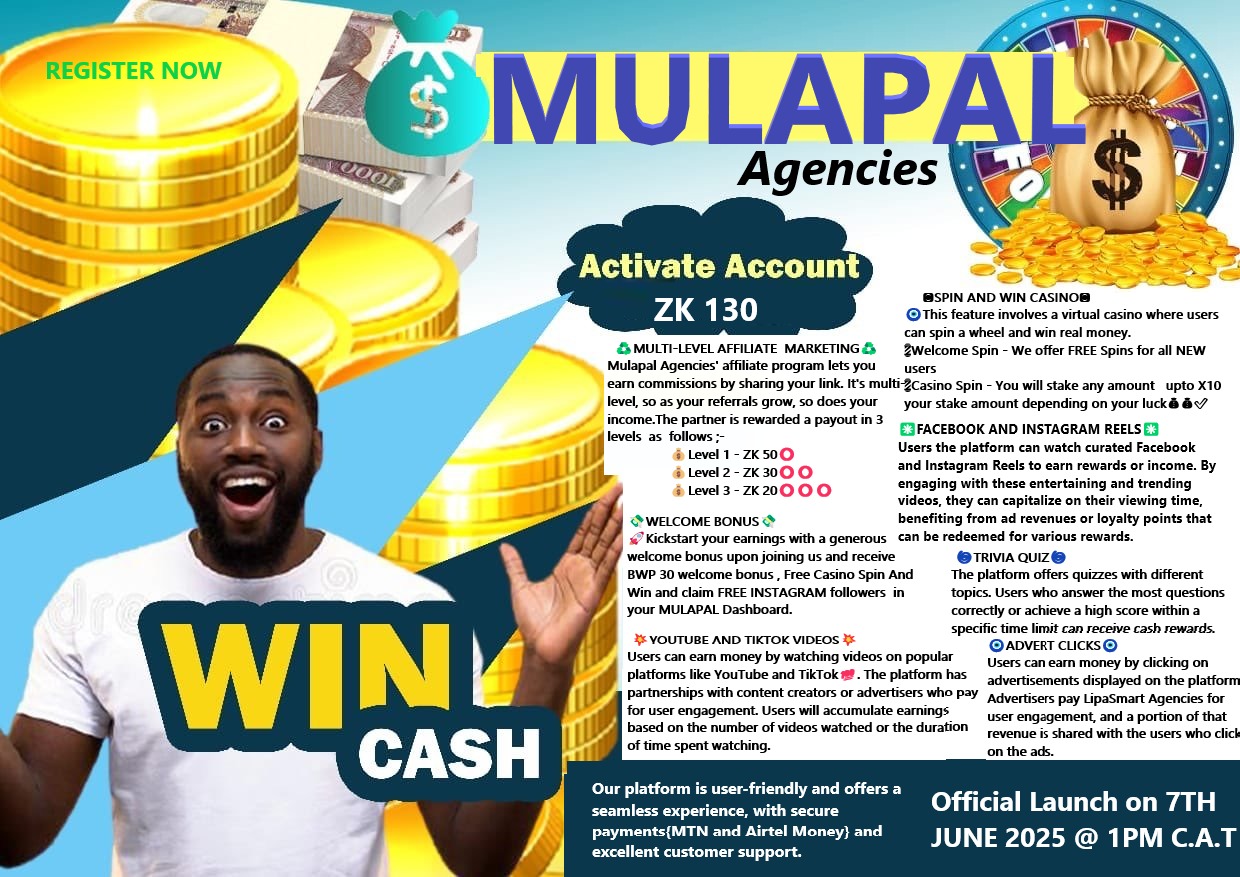 REGISTER NOW
MULAPAL
Agencies
Activate Account
ZK 130
MULTI-LEVEL AFFILIATE MARKETING
Mulapal Agencies' affiliate program lets you
earn commissions by sharing your link. It's multi-
level, so as your referrals grow, so does your
income.The partner is rewarded a payout in 3
levels as follows ;-
Level 1 - ZK 50
Level 2 - ZK 30
Level 3 - ZK 20
WELCOME BONUS
Kickstart your earnings with a generous
welcome bonus upon joining us and receive
BWP 30 welcome bonus , Free Casino Spin And
Win and claim FREE INSTAGRAM followers in
your MULAPAL Dashboard.
YOUTUBE AND TIKTOK VIDEOS
Users can earn money by watching videos on popular
platforms like YouTube and TikTok. The platform has
partnerships with content creators or advertisers who pay
for user engagement. Users will accumulate earnings
based on the number of videos watched or the duration
of time spent watching.
SPIN AND WIN CASINO
This feature involves a virtual casino where users
can spin a wheel and win real money.
Welcome Spin - We offer FREE Spins for all NEW
users
Casino Spin - You will stake any amount upto X10
your stake amount depending on your luck
FACEBOOK AND INSTAGRAM REELS
Users the platform can watch curated Facebook
and Instagram Reels to earn rewards or income. By
engaging with these entertaining and trending
videos, they can capitalize on their viewing time,
benefiting from ad revenues or loyalty points that
can be redeemed for various rewards.
TRIVIA QUIZ
The platform offers quizzes with different
topics. Users who answer the most questions
correctly or achieve a high score within a
specific time limit can receive cash rewards.
ADVERT CLICKS
Users can earn money by clicking on
advertisements displayed on the platform
Advertisers pay LipaSmart Agencies for
user engagement, and a portion of that
revenue is shared with the users who click
on the ads.
WIN
CASH
Our platform is user-friendly and offers a
seamless experience, with secure
payments{MTN and Airtel Money} and
excellent customer support.
Official Launch on 7TH
JUNE 2025 @ 1PM C.A.T